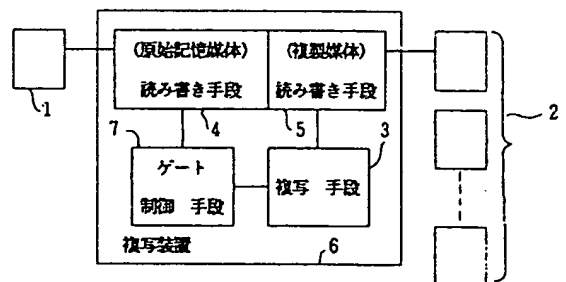 (原始記憶媒体)
読み書き手段
(複製媒体)
読み書き手段
1
4
5
7
3
2
ゲート
制御 手段
複写 手段
複写装置
6